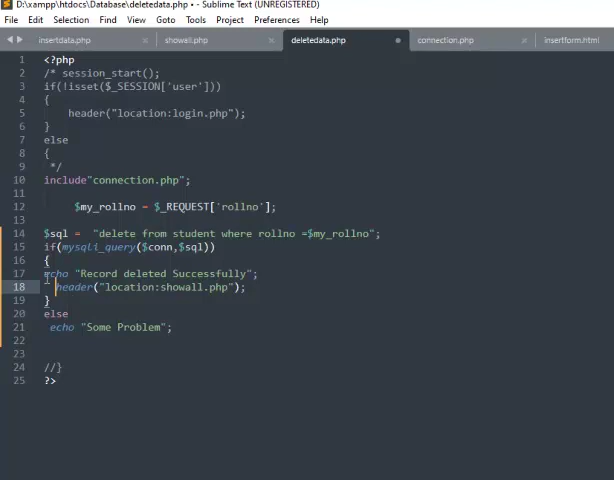 D:\xampp\htdocs\Database\deletedata.php • - Sublime Text (UNREGISTERED)
File Edit Selection Find View Goto Tools Project Preferences Help
insertdata.php showall.php deletedata.php connection.php insertform.html
1 <?php
2 /* session_start();
3 if(!isset($_SESSION['user']))
4 {
5 header("location:login.php");
6 }
7 else
8 {
9 */
10 include"connection.php";
11
12 $my_rollno = $_REQUEST['rollno'];
13
14 $sql = "delete from student where rollno =$my_rollno";
15 if(mysqli_query($conn,$sql))
16 {
17 echo "Record deleted Successfully";
18 header("location:showall.php");
19 }
20 else
21 echo "Some Problem";
22
23
24 //}
25 ?>